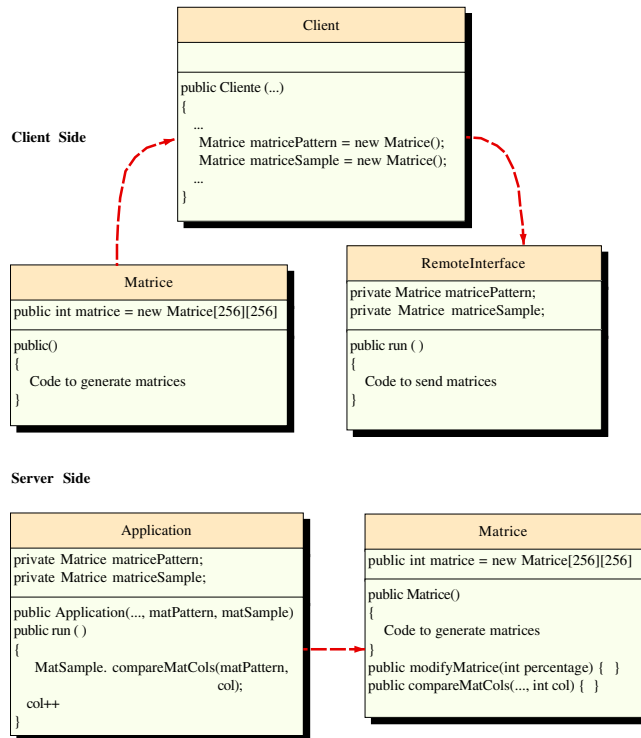 Client
public Cliente (...)
{
...
Matrice matricePattern = new Matrice();
Matrice matriceSample = new Matrice();
...
}
Client Side
Matrice
public int matrice = new Matrice[256][256]
public()
{
Code to generate matrices
}
RemoteInterface
private Matrice matricePattern;
private Matrice matriceSample;
public run ( )
{
Code to send matrices
}
Server Side
Application
private Matrice matricePattern;
private Matrice matriceSample;
public Application(..., matPattern, matSample)
public run ( )
{
MatSample. compareMatCols(matPattern,
col);
col++
}
Matrice
public int matrice = new Matrice[256][256]
public Matrice()
{
Code to generate matrices
}
public modifyMatrice(int percentage) { }
public compareMatCols(..., int col) { }